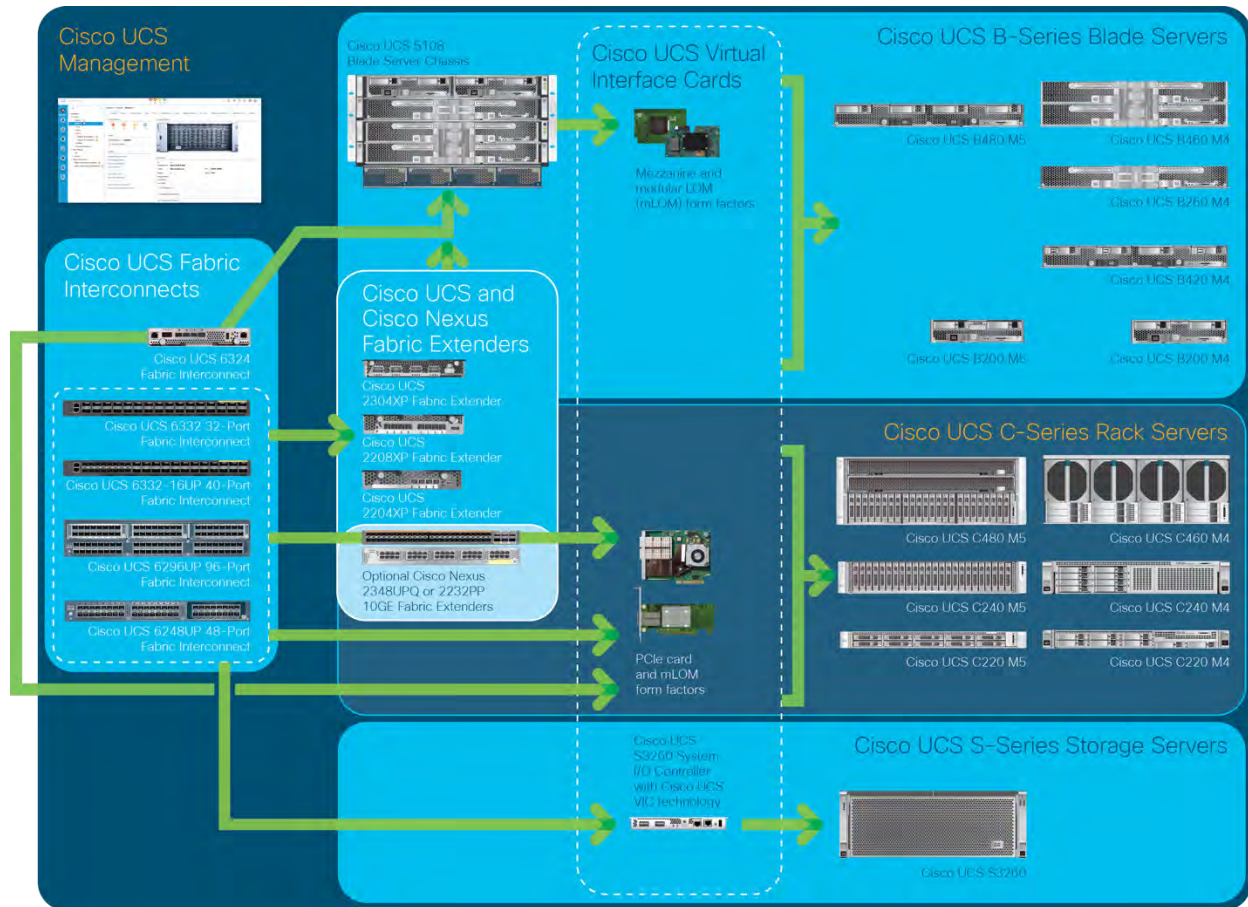 Cisco UCS
Management
Cisco UCS Fabric
Interconnects
Cisco UCS 6324
Fabric Interconnect
Cisco UCS 6332 32-Port
Fabric Interconnect
Cisco UCS 6332-16UP 40-Port
Fabric Interconnect
Cisco UCS 6296UP 96-Port
Fabric Interconnect
Cisco UCS 6248UP 48-Port
Fabric Interconnect
Cisco UCS 5108
Blade Server Chassis
Cisco UCS and
Cisco Nexus
Fabric Extenders
Cisco UCS
2304XP Fabric Extender
Cisco UCS
2208XP Fabric Extender
Cisco UCS
2204XP Fabric Extender
Optional Cisco Nexus
2348UPQ or 2232PP
10GE Fabric Extenders
Cisco UCS Virtual
Interface Cards
Mezzanine and
modular LOM
(mLOM) form factors
PCIe card
and mLOM
form factors
Cisco UCS
S3260 System
I/O Controller
with Cisco UCS
VIC technology
Cisco UCS B-Series Blade Servers
Cisco UCS B480 M5
Cisco UCS B460 M4
Cisco UCS B260 M4
Cisco UCS B420 M4
Cisco UCS B200 M5
Cisco UCS B200 M4
Cisco UCS C-Series Rack Servers
Cisco UCS C480 M5
Cisco UCS C460 M4
Cisco UCS C240 M5
Cisco UCS C240 M4
Cisco UCS C220 M5
Cisco UCS C220 M4
Cisco UCS S-Series Storage Servers
Cisco UCS S3260